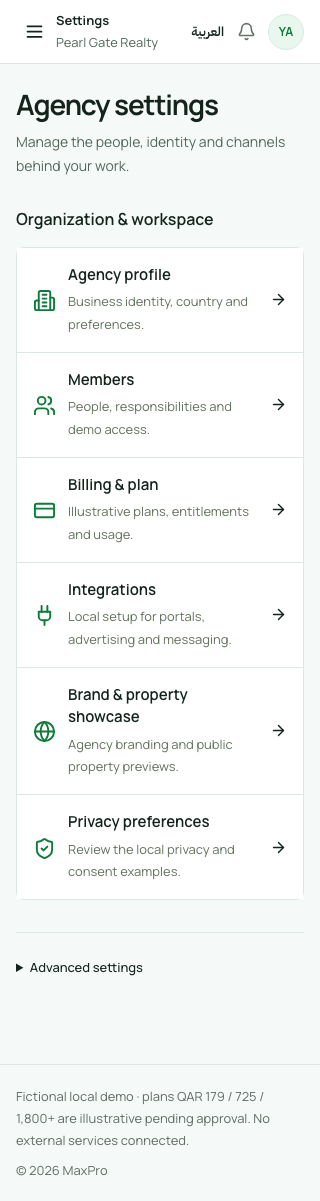 Settings
Pearl Gate Realty
العربية
YA
Agency settings
Manage the people, identity and channels
behind your work.
Organization & workspace
Agency profile
Business identity, country and
preferences.
Members
People, responsibilities and
demo access.
Billing & plan
Illustrative plans, entitlements
and usage.
Integrations
Local setup for portals,
advertising and messaging.
Brand & property
showcase
Agency branding and public
property previews.
Privacy preferences
Review the local privacy and
consent examples.
Advanced settings
Fictional local demo · plans QAR 179 / 725 /
1,800+ are illustrative pending approval. No
external services connected.
© 2026 MaxPro